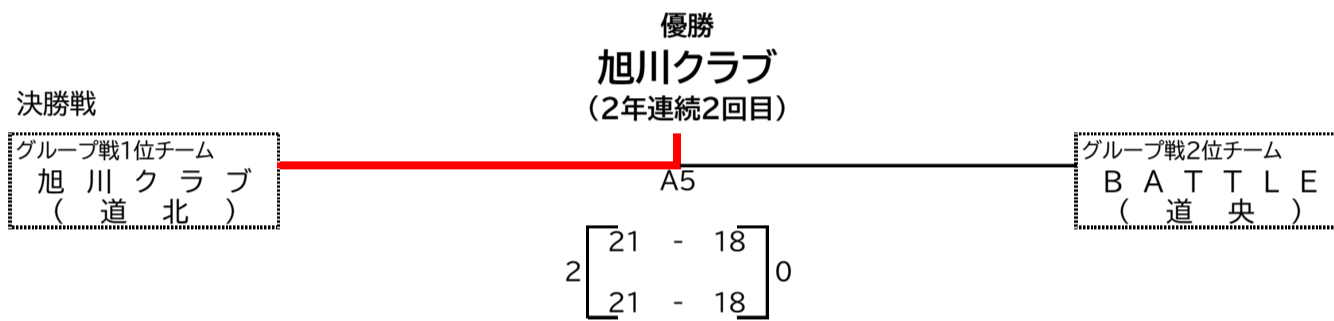 優勝
旭川クラブ
（2年連続2回目）
決勝戦
グループ戦1位チーム
旭川クラブ
（道北）
グループ戦2位チーム
BATTLE
（道央）
A5
21 - 18
2 0
21 - 18